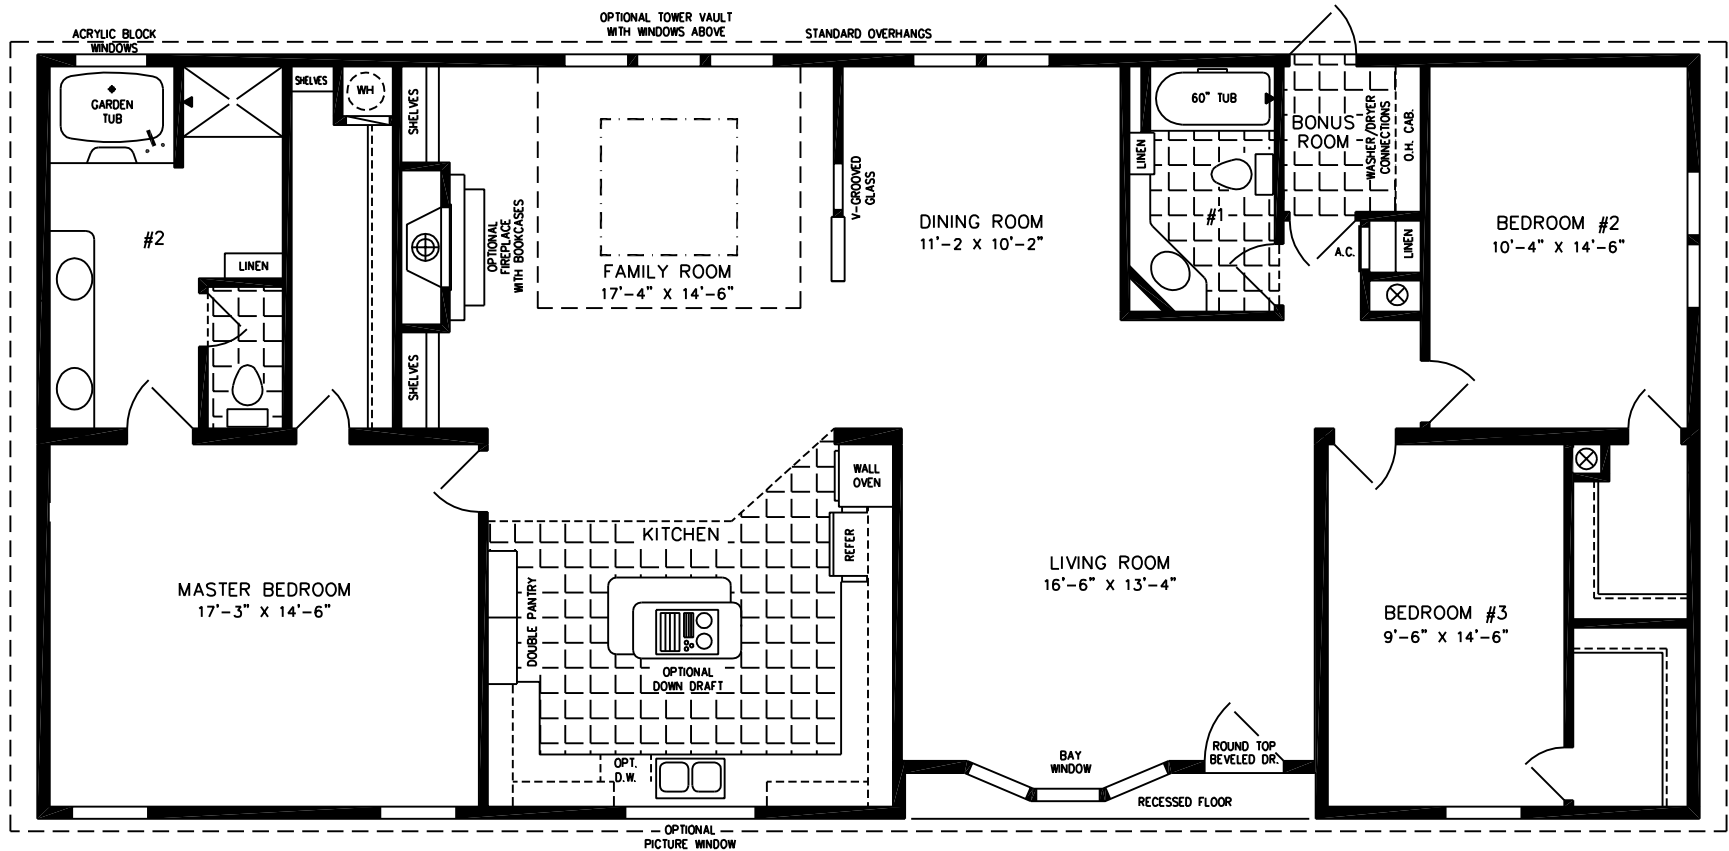 ACRYLIC BLOCK
WINDOWS
OPTIONAL TOWER VAULT
WITH WINDOWS ABOVE
STANDARD OVERHANGS
GARDEN
TUB
SHELVES
WH
SHELVES
60" TUB
BONUS
ROOM
WASHER/DRYER
CONNECTIONS
O.H. CAB.
LINEN
V-GROOVED
GLASS
#2
LINEN
OPTIONAL
FIREPLACE
WITH BOOKCASES
FAMILY ROOM
17'-4" X 14'-6"
DINING ROOM
11'-2 X 10'-2"
#1
A.C.
LINEN
BEDROOM #2
10'-4" X 14'-6"
SHELVES
WALL
OVEN
KITCHEN
REFER
MASTER BEDROOM
17'-3" X 14'-6"
DOUBLE PANTRY
OPTIONAL
DOWN DRAFT
LIVING ROOM
16'-6" X 13'-4"
BEDROOM #3
9'-6" X 14'-6"
OPT.
D.W.
BAY
WINDOW
ROUND TOP
BEVELED DR.
RECESSED FLOOR
OPTIONAL
PICTURE WINDOW